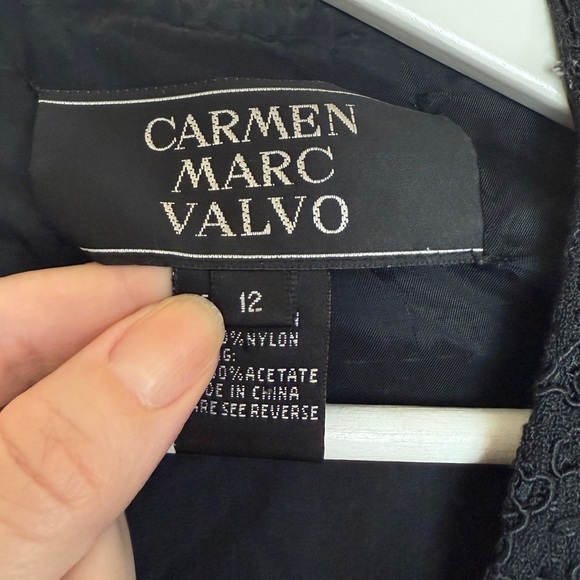 CARMEN
MARC
VALVO
12
0%NYLON
G:
0%ACETATE
DE IN CHINA
RE SEE REVERSE